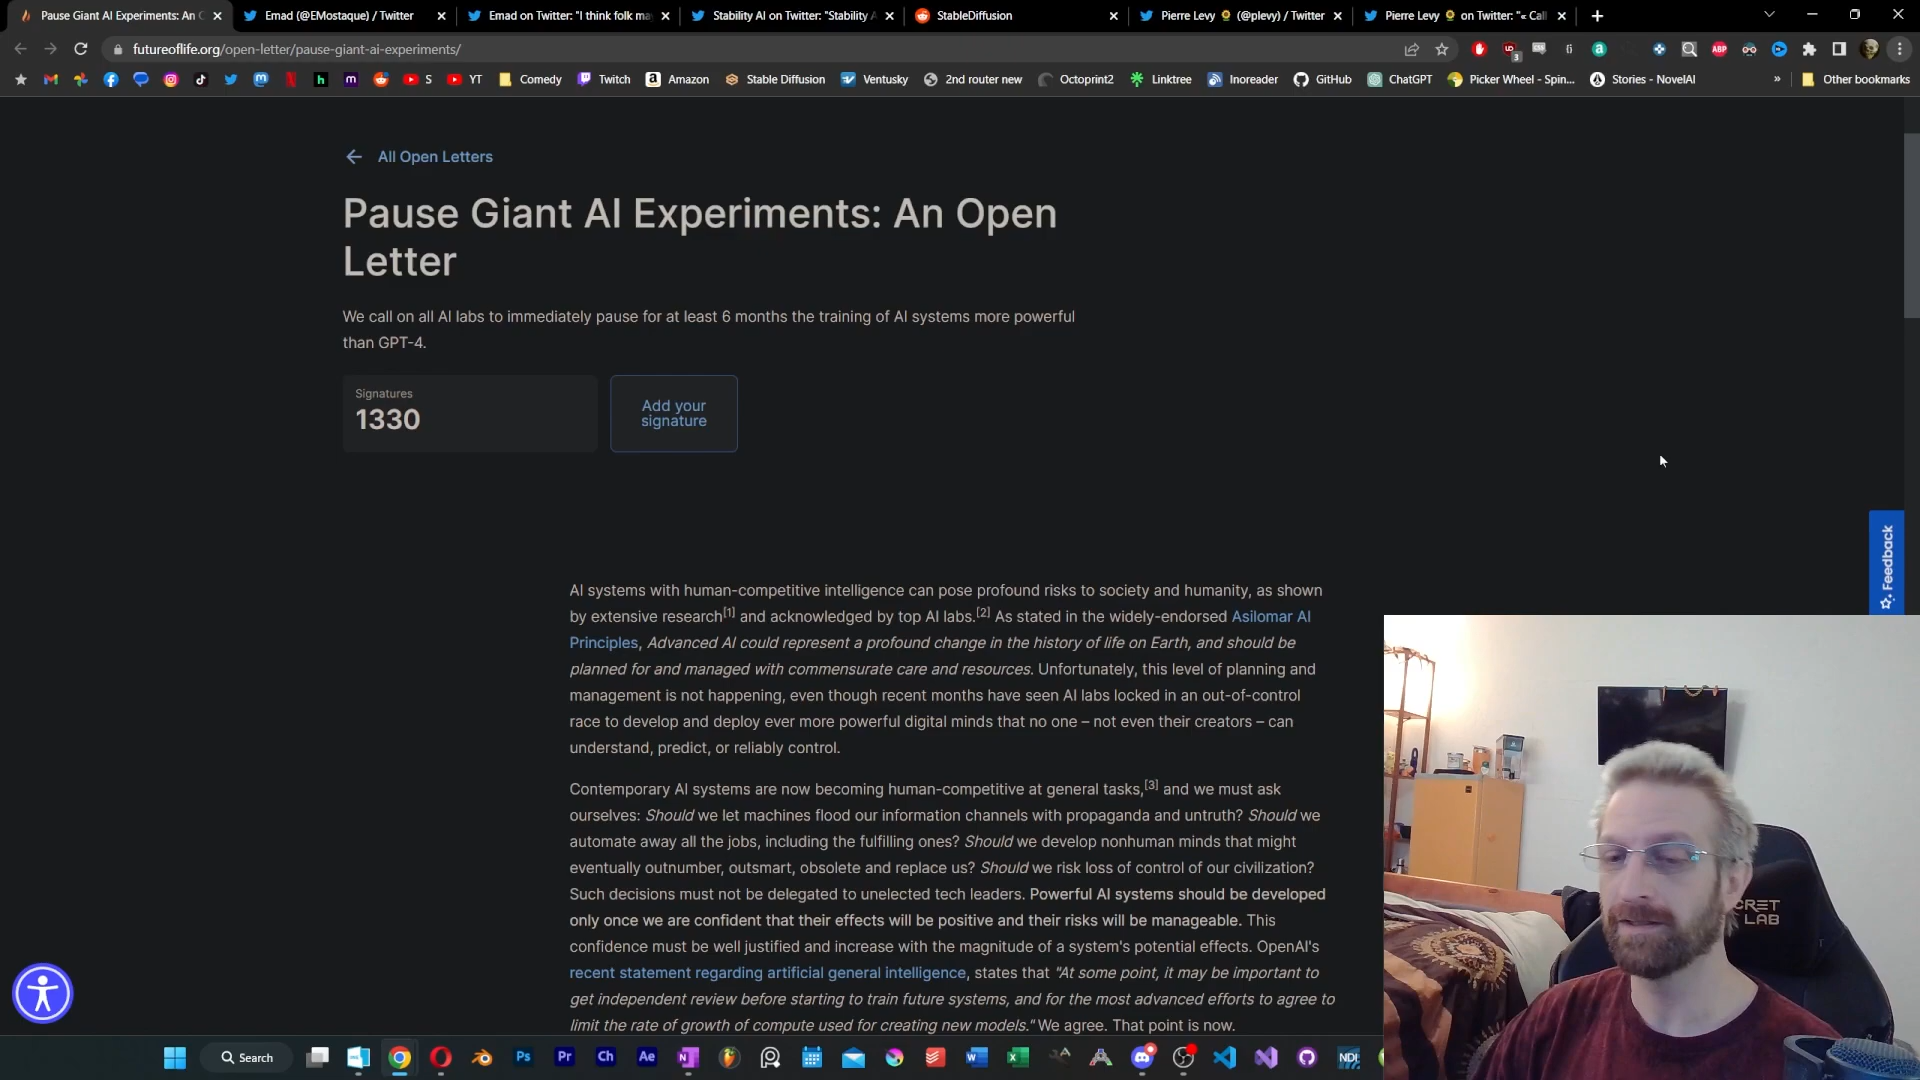 Pause Giant AI Experiments: An O
Emad (@EMostaque) / Twitter
Emad on Twitter: "I think folk ma
Stability AI on Twitter: "Stability A
StableDiffusion
Pierre Levy 🌻 (@plevy) / Twitter
Pierre Levy 🌻 on Twitter: "« Call
futureoflife.org/open-letter/pause-giant-ai-experiments/
S
YT
Comedy
Twitch
Amazon
Stable Diffusion
Ventusky
2nd router new
Octoprint2
Linktree
Inoreader
GitHub
ChatGPT
Picker Wheel - Spin...
Stories - NovelAI
»
Other bookmarks
All Open Letters
Pause Giant AI Experiments: An Open
Letter
We call on all AI labs to immediately pause for at least 6 months the training of AI systems more powerful
than GPT-4.
Signatures
1330
Add your
signature
Feedback
AI systems with human-competitive intelligence can pose profound risks to society and humanity, as shown
by extensive research[1] and acknowledged by top AI labs.[2] As stated in the widely-endorsed Asilomar AI
Principles, Advanced AI could represent a profound change in the history of life on Earth, and should be
planned for and managed with commensurate care and resources. Unfortunately, this level of planning and
management is not happening, even though recent months have seen AI labs locked in an out-of-control
race to develop and deploy ever more powerful digital minds that no one – not even their creators – can
understand, predict, or reliably control.
Contemporary AI systems are now becoming human-competitive at general tasks,[3] and we must ask
ourselves: Should we let machines flood our information channels with propaganda and untruth? Should we
automate away all the jobs, including the fulfilling ones? Should we develop nonhuman minds that might
eventually outnumber, outsmart, obsolete and replace us? Should we risk loss of control of our civilization?
Such decisions must not be delegated to unelected tech leaders. Powerful AI systems should be developed
only once we are confident that their effects will be positive and their risks will be manageable. This
confidence must be well justified and increase with the magnitude of a system's potential effects. OpenAI's
recent statement regarding artificial general intelligence, states that "At some point, it may be important to
get independent review before starting to train future systems, and for the most advanced efforts to agree to
limit the rate of growth of compute used for creating new models." We agree. That point is now.
CRET
LAB
Search
Ps
Pr
Ch
Ae
NDI